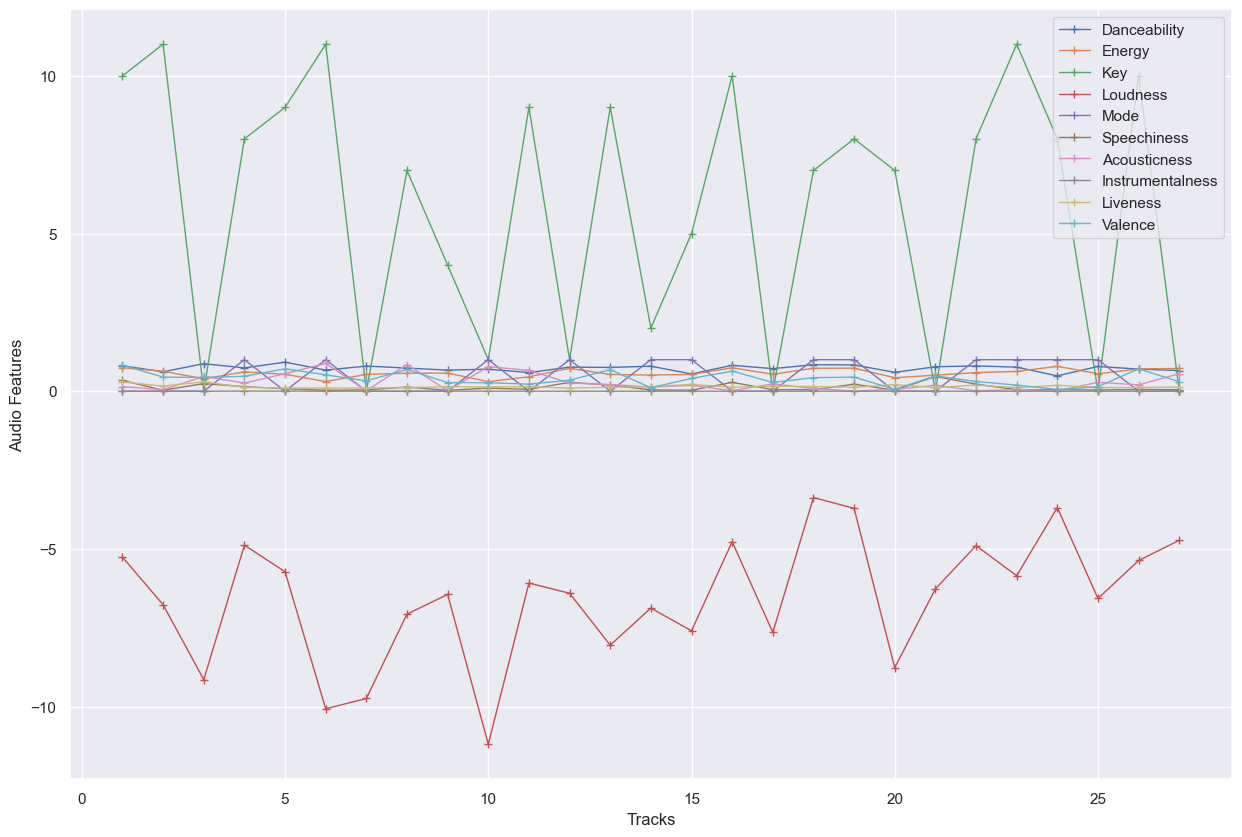 10
5
0
−5
−10
Audio Features
0
5
10
15
20
25
Tracks
Danceability
Energy
Key
Loudness
Mode
Speechiness
Acousticness
Instrumentalness
Liveness
Valence